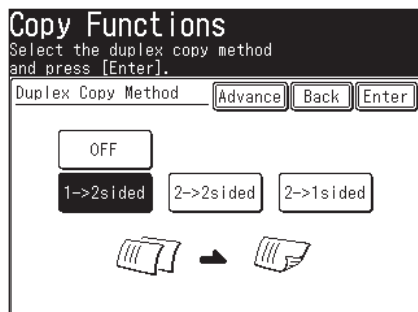 Copy Functions
Select the duplex copy method
and press [Enter].
Duplex Copy Method Advance Back Enter
OFF
1->2sided 2->2sided 2->1sided